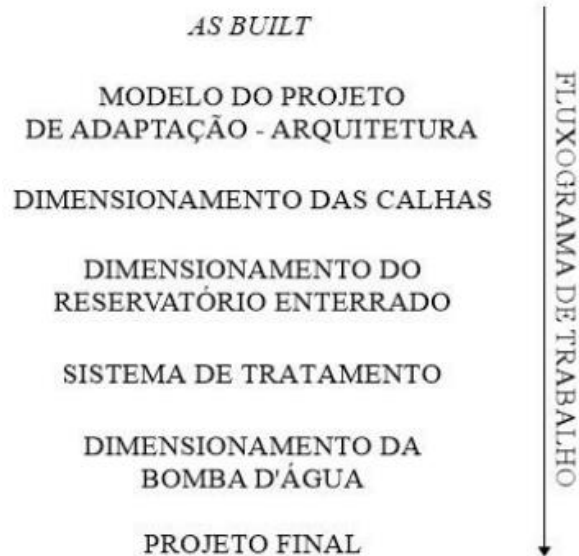 AS BUILT
MODELO DO PROJETO
DE ADAPTAÇÃO - ARQUITETURA
DIMENSIONAMENTO DAS CALHAS
DIMENSIONAMENTO DO
RESERVATÓRIO ENTERRADO
SISTEMA DE TRATAMENTO
DIMENSIONAMENTO DA
BOMBA D'ÁGUA
PROJETO FINAL
FLUXOGRAMA DE TRABALHO